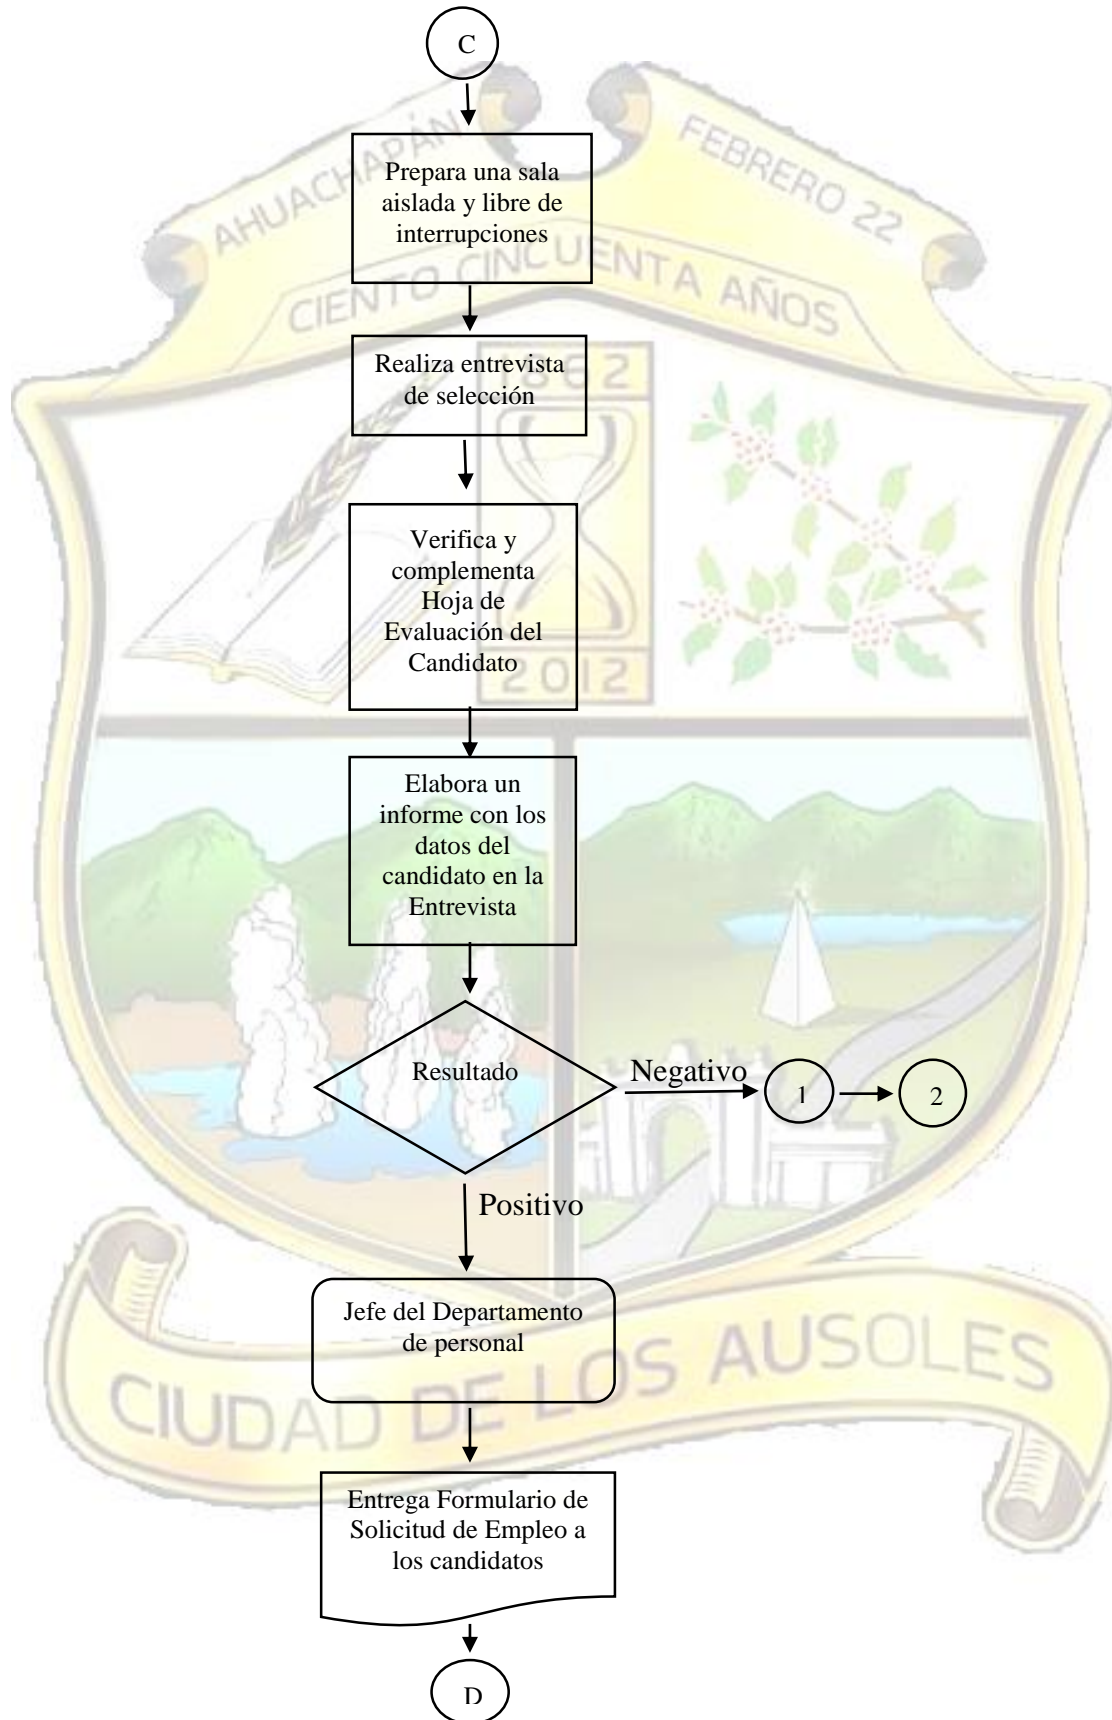 C
AHUACHAPÁN
FEBRERO 22
CIENTO CINCUENTA AÑOS
Prepara una sala
aislada y libre de
interrupciones
1862
Realiza entrevista
de selección
Verifica y
complementa
Hoja de
Evaluación del
Candidato
2012
Elabora un
informe con los
datos del
candidato en la
Entrevista
Resultado
Negativo
1
2
Positivo
Jefe del Departamento
de personal
CIUDAD DE LOS AUSOLES
Entrega Formulario de
Solicitud de Empleo a
los candidatos
D